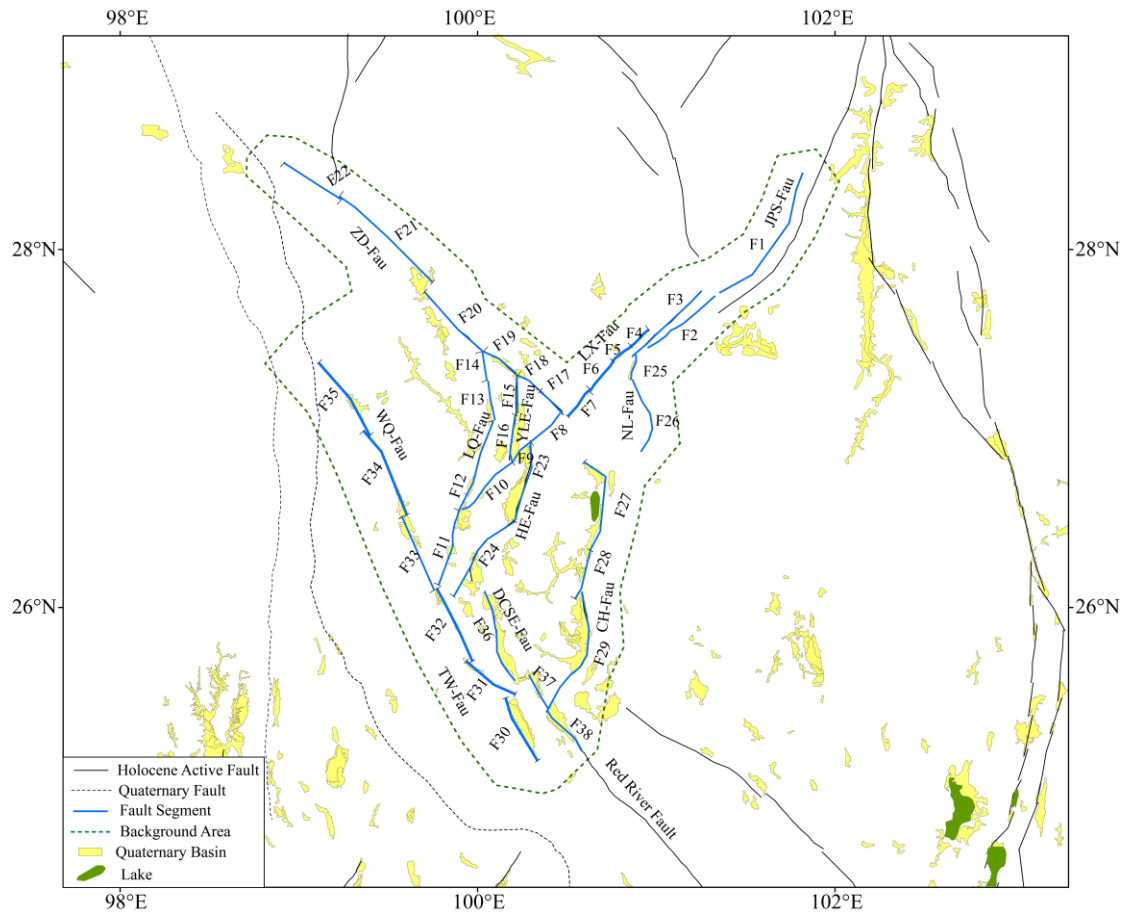 98°E
100°E
102°E
F22
JPS-Fau
F21
ZD-Fau
F1
28°N
28°N
F3
F20
F2
LX-Fau
F4
F19
F5
F14
F18
F6
F25
F17
F15
F35
F13
F7
YLE-Fau
NL-Fau
WQ-Fau
LQ-Fau
F8
F26
F16
F9
F23
F34
F12
F10
F27
HE-Fau
F33
F11
F24
F28
26°N
26°N
F32
DCSE-Fau
CH-Fau
F36
F29
F31
F37
TW-Fau
F30
F38
Red River Fault
Holocene Active Fault
Quaternary Fault
Fault Segment
Background Area
Quaternary Basin
Lake
98°E
100°E
102°E